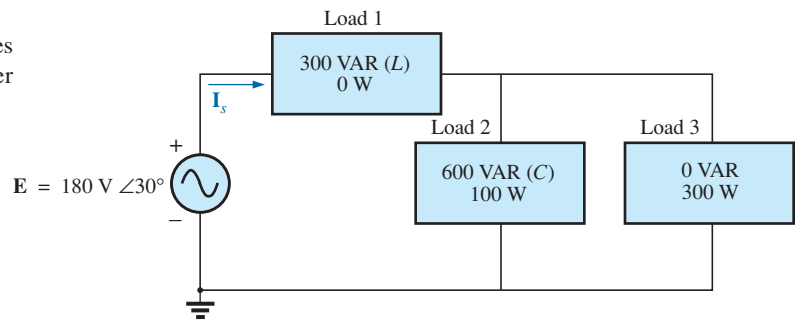 es
er
Load 1
300 VAR (L)
0 W
I_s
Load 2
600 VAR (C)
100 W
Load 3
0 VAR
300 W
+
E = 180 V ∠30°
–